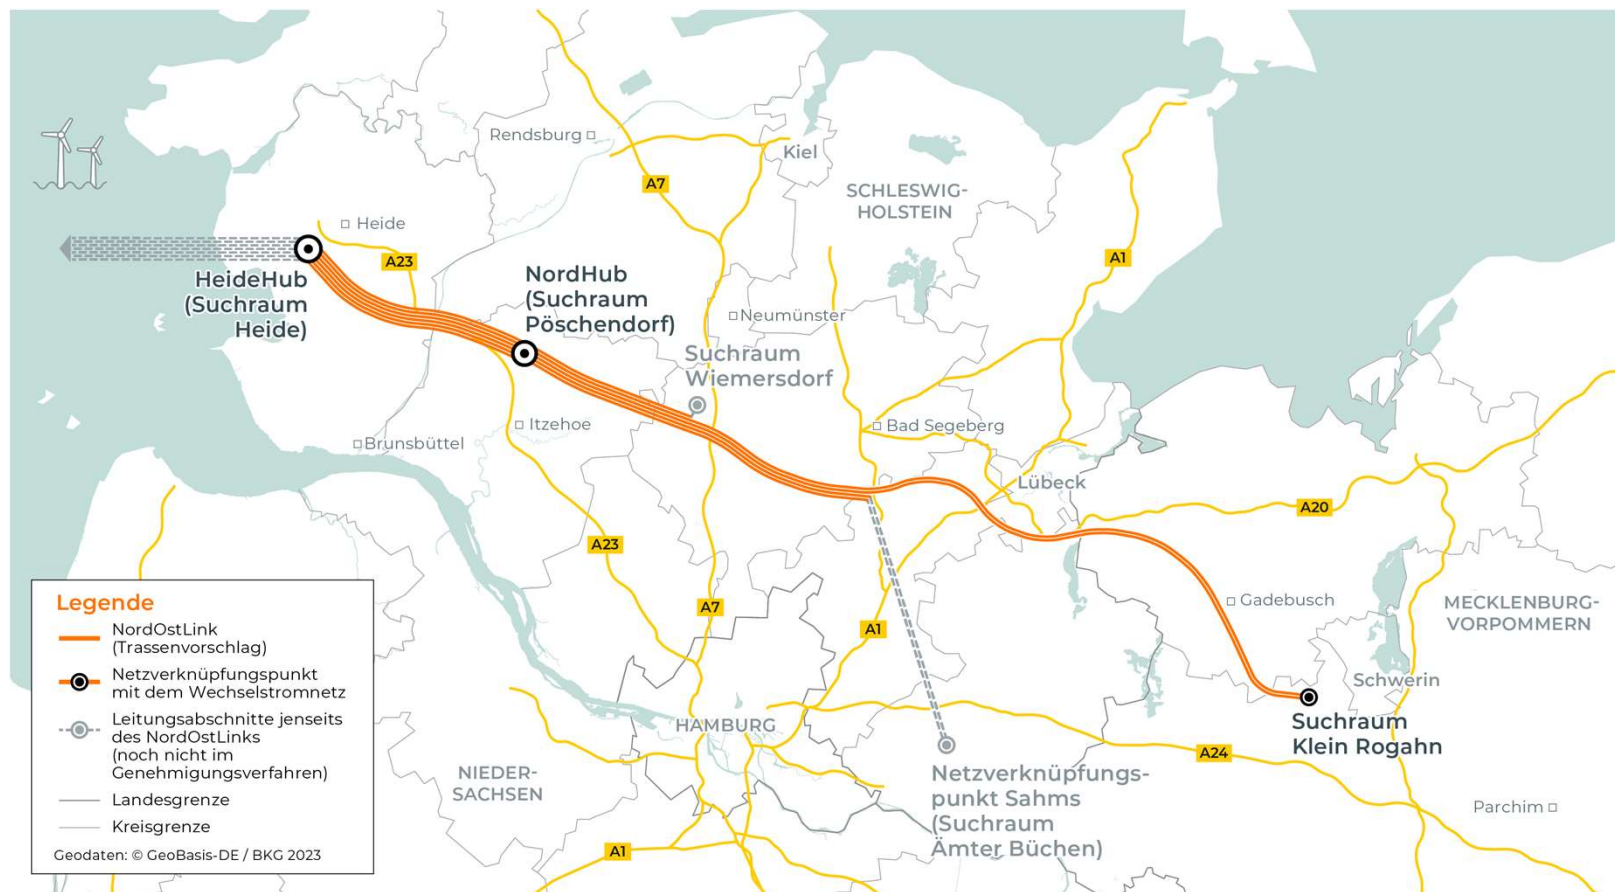 Rendsburg
Kiel
A7
SCHLESWIG-
HOLSTEIN
Heide
A23
A1
HeideHub
(Suchraum
Heide)
NordHub
(Suchraum
Pöschendorf)
Neumünster
Suchraum
Wiemersdorf
Itzehoe
Bad Segeberg
Brunsbüttel
Lübeck
A20
A23
A7
A1
Gadebusch
MECKLENBURG-
VORPOMMERN
Schwerin
Suchraum
Klein Rogahn
HAMBURG
A24
NIEDER-
SACHSEN
Netzverknüpfungs-
punkt Sahms
(Suchraum
Ämter Büchen)
Parchim
A1
Legende
NordOstLink
(Trassenvorschlag)
Netzverknüpfungspunkt
mit dem Wechselstromnetz
Leitungsabschnitte jenseits
des NordOstLinks
(noch nicht im
Genehmigungsverfahren)
Landesgrenze
Kreisgrenze
Geodaten: © GeoBasis-DE / BKG 2023